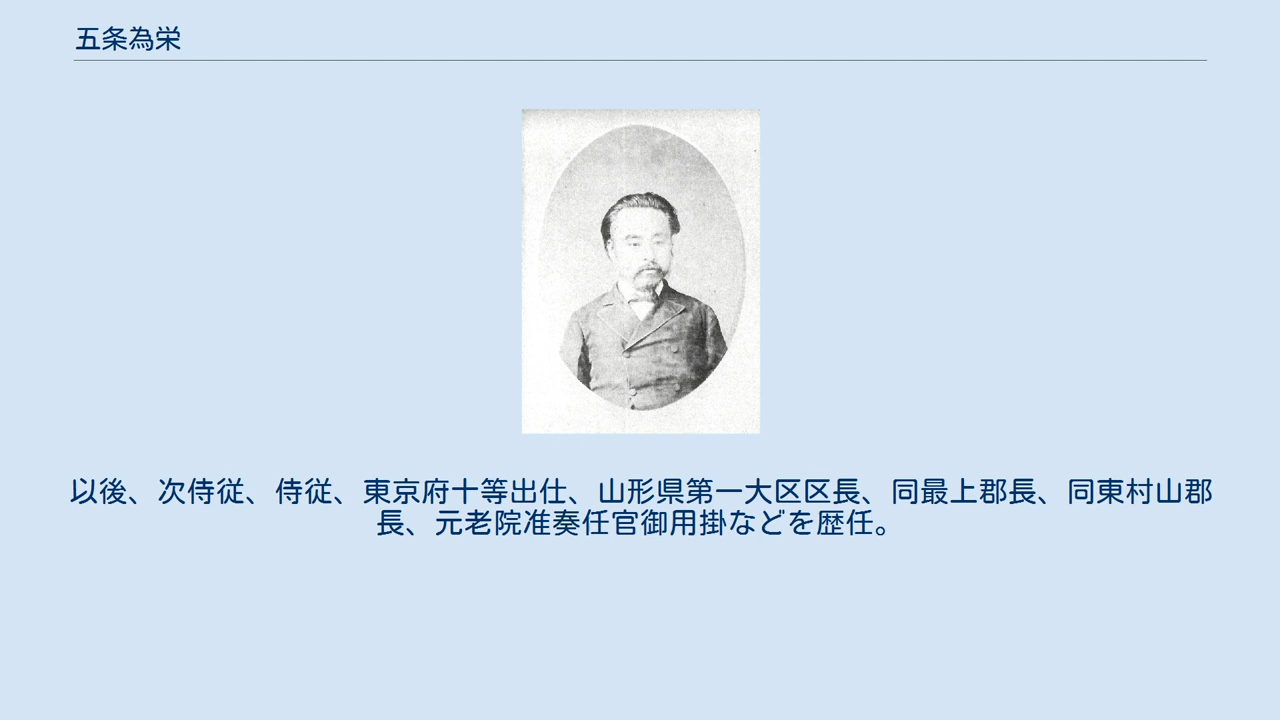 五条為栄
以後、次侍従、侍従、東京府十等出仕、山形県第一大区区長、同最上郡長、同東村山郡
長、元老院准奏任官御用掛などを歴任。